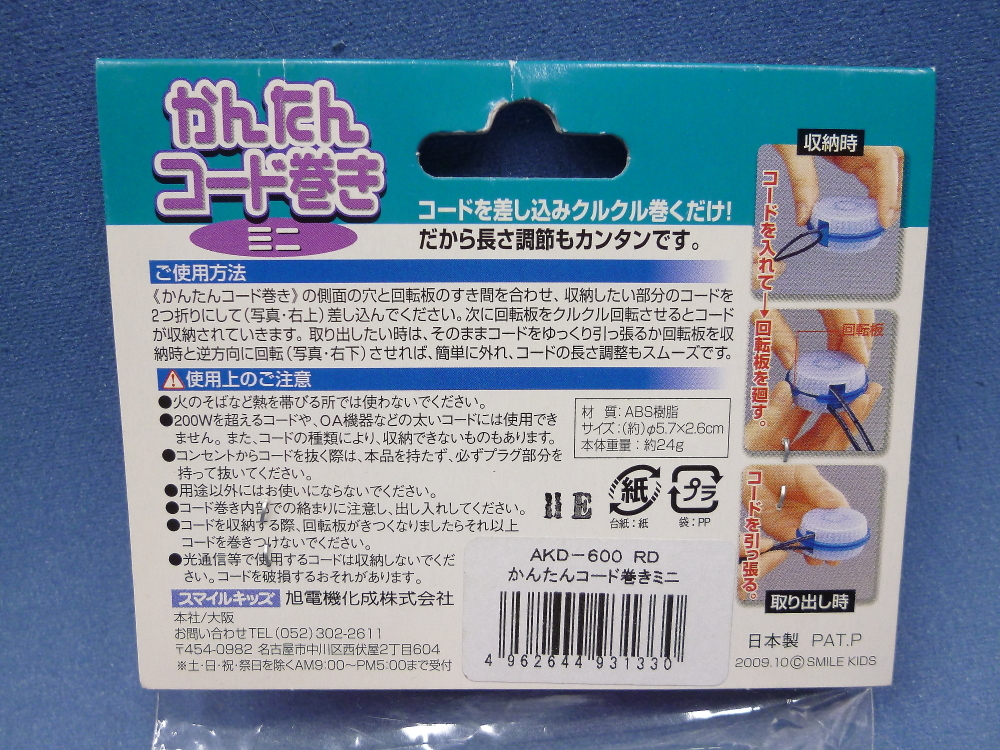 かんたん
コード巻き
ミニ
コードを差し込みクルクル巻くだけ!
だから長さ調節もカンタンです。
ご使用方法
《かんたんコード巻き》の側面の穴と回転板のすき間を合わせ、収納したい部分のコードを
2つ折りにして(写真・右上)差し込んでください。次に回転板をクルクル回転させるとコード
が収納されていきます。取り出したい時は、そのままコードをゆっくり引っ張るか回転板を収
納時と逆方向に回転(写真・右下)させれば、簡単に外れ、コードの長さ調整もスムーズです。
使用上のご注意
●火のそばなど熱を帯びる所では使わないでください。
●200Wを超えるコードや、OA機器などの太いコードには使用でき
ません。また、コードの種類により、収納できないものもあります。
●コンセントからコードを抜く際は、本品を持たず、必ずプラグ部分を
持って抜いてください。
●用途以外にはお使いにならないでください。
●コード巻き内部での絡まりに注意し、出し入れしてください。
●コードを収納する際、回転板がきつくなりましたらそれ以上
コードを巻きつけないでください。
●光通信等で使用するコードは収納しないでくだ
さい。コードを破損するおそれがあります。
材 質:ABS樹脂
サイズ:(約)φ5.7×2.6cm
本体重量:約24g
紙
台紙:紙
プラ
袋:PP
スマイルキッズ 旭電機化成株式会社
本社/大阪
お問い合わせTEL(052)302-2611
〒454-0982 名古屋市中川区西伏屋2丁目604
※土・日・祝・祭日を除くAM9:00〜PM5:00まで受付
AKD-600 RD
かんたんコード巻きミニ
4 962644 931330
収納時
コードを入れて→回転板を廻す。
回転板
コードを引っ張る。
取り出し時
日本製 PAT.P
2009.10©SMILE KIDS